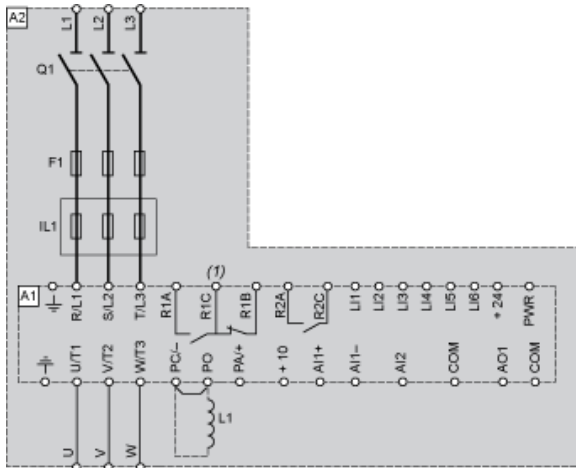 A2
L1 L2 L3
Q1
F1
IL1
(1)
A1
R/L1 S/L2 T/L3 R1A R1C R1B R2A R2C LI1 LI2 LI3 LI4 LI5 LI6 + 24 PWR
U/T1 V/T2 W/T3 PC/– PO PA/+ + 10 AI1+ AI1– AI2 COM AO1 COM
L1
U V W